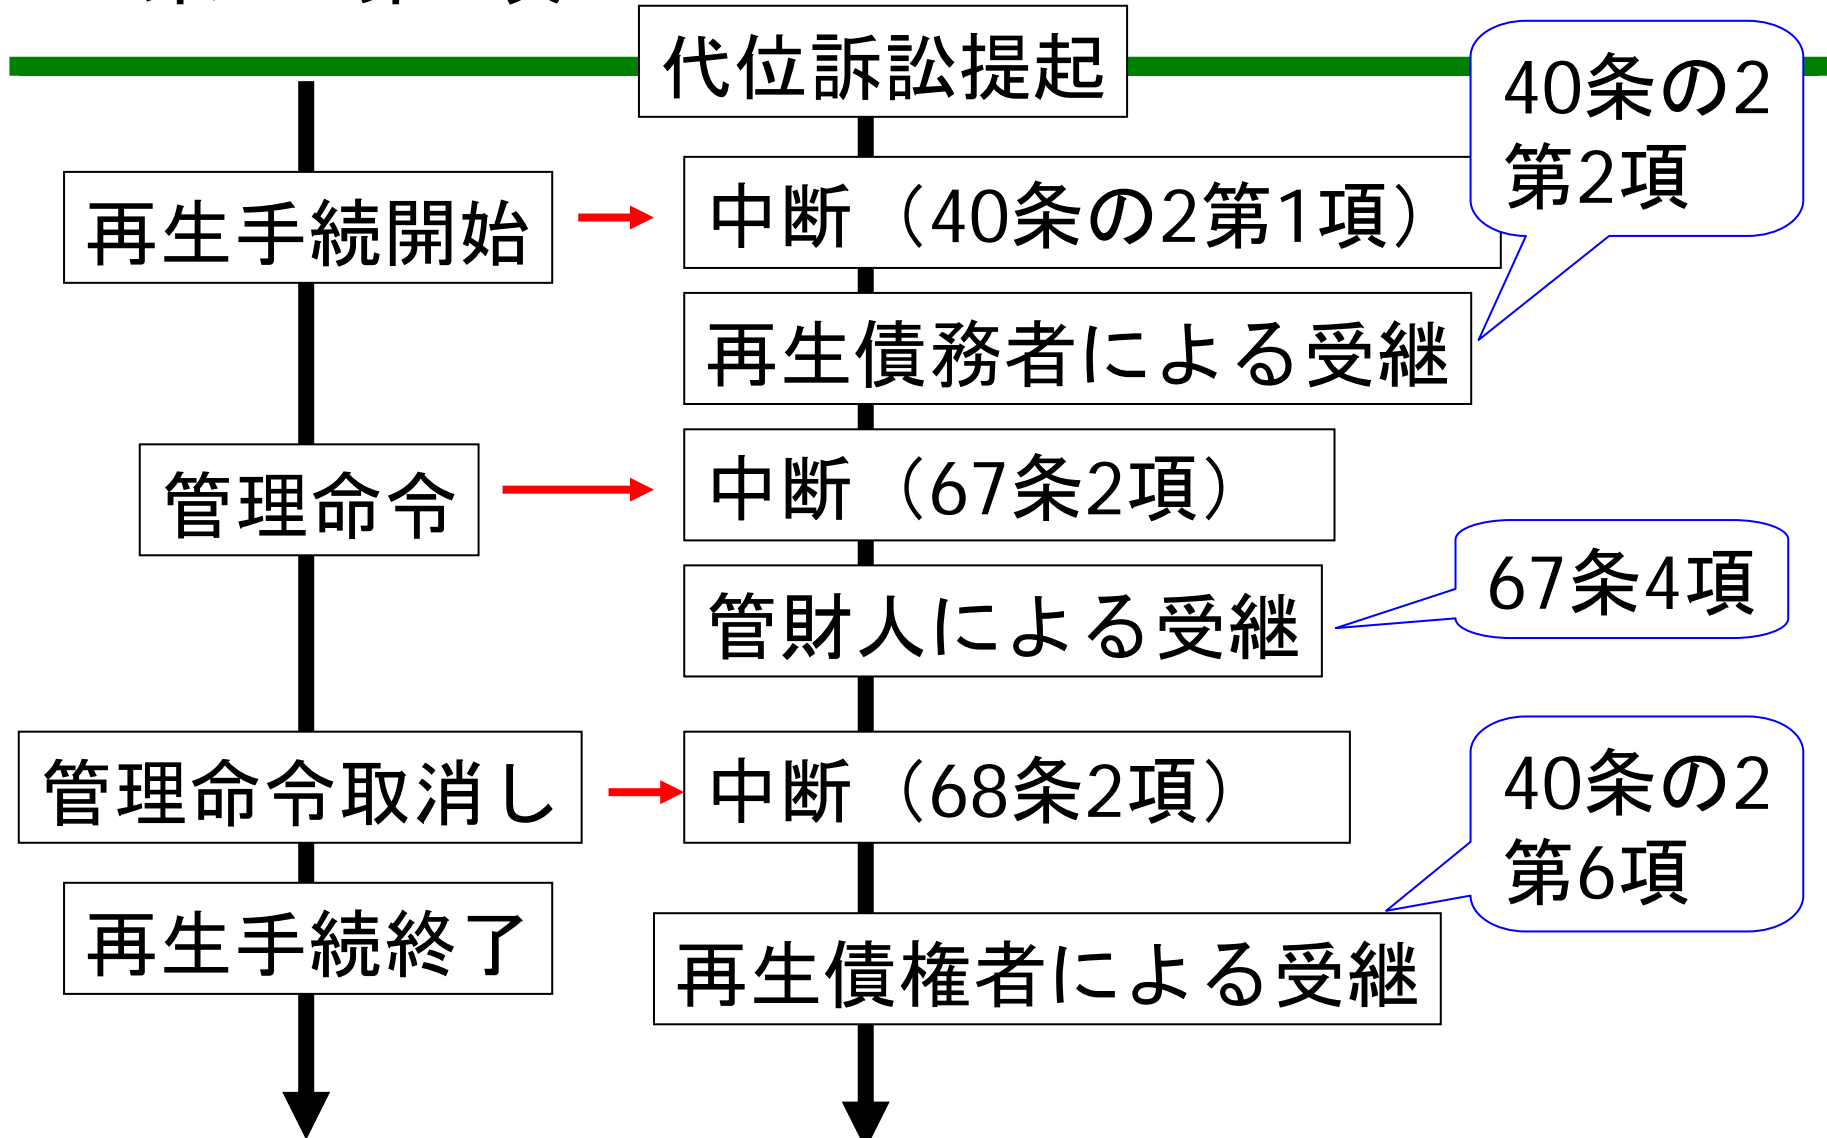 代位訴訟提起
40条の2
第2項
再生手続開始
中断（40条の2第1項）
再生債務者による受継
管理命令
中断（67条2項）
67条4項
管財人による受継
管理命令取消し
中断（68条2項）
40条の2
第6項
再生手続終了
再生債権者による受継